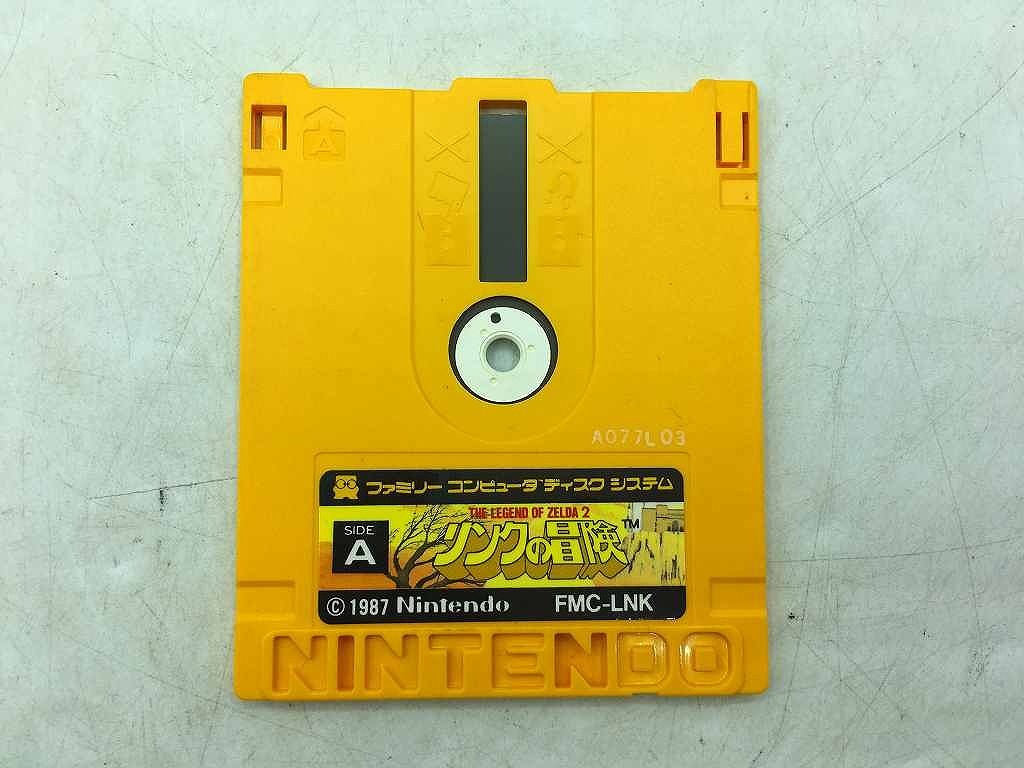 A
A077L03
ファミリー コンピュータ ディスク システム
THE LEGEND OF ZELDA 2
SIDE
A
リンクの冒険™
© 1987 Nintendo FMC-LNK
NINTENDO